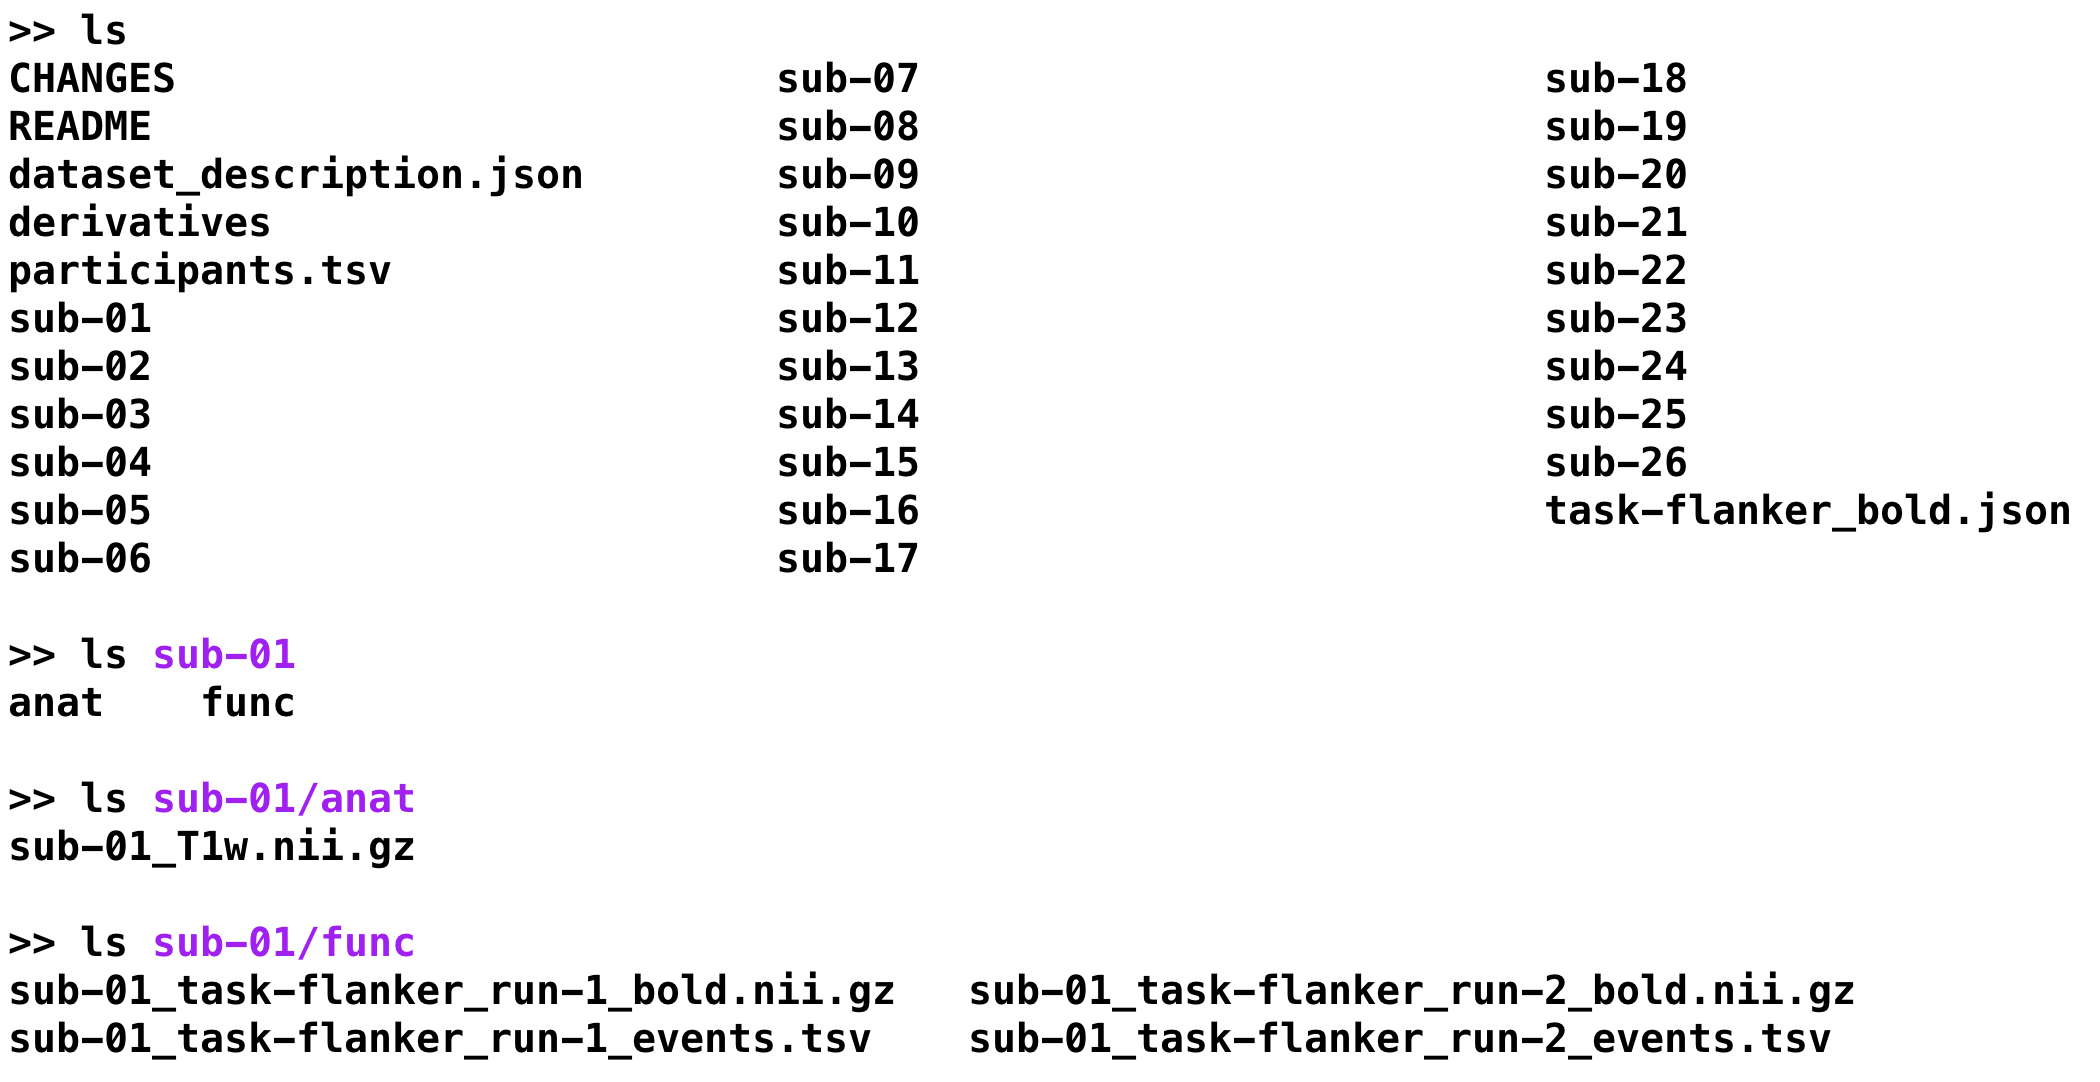 >> ls
CHANGES sub-07 sub-18
README sub-08 sub-19
dataset_description.json sub-09 sub-20
derivatives sub-10 sub-21
participants.tsv sub-11 sub-22
sub-01 sub-12 sub-23
sub-02 sub-13 sub-24
sub-03 sub-14 sub-25
sub-04 sub-15 sub-26
sub-05 sub-16 task-flanker_bold.json
sub-06 sub-17
>> ls sub-01
anat func
>> ls sub-01/anat
sub-01_T1w.nii.gz
>> ls sub-01/func
sub-01_task-flanker_run-1_bold.nii.gz sub-01_task-flanker_run-2_bold.nii.gz
sub-01_task-flanker_run-1_events.tsv sub-01_task-flanker_run-2_events.tsv